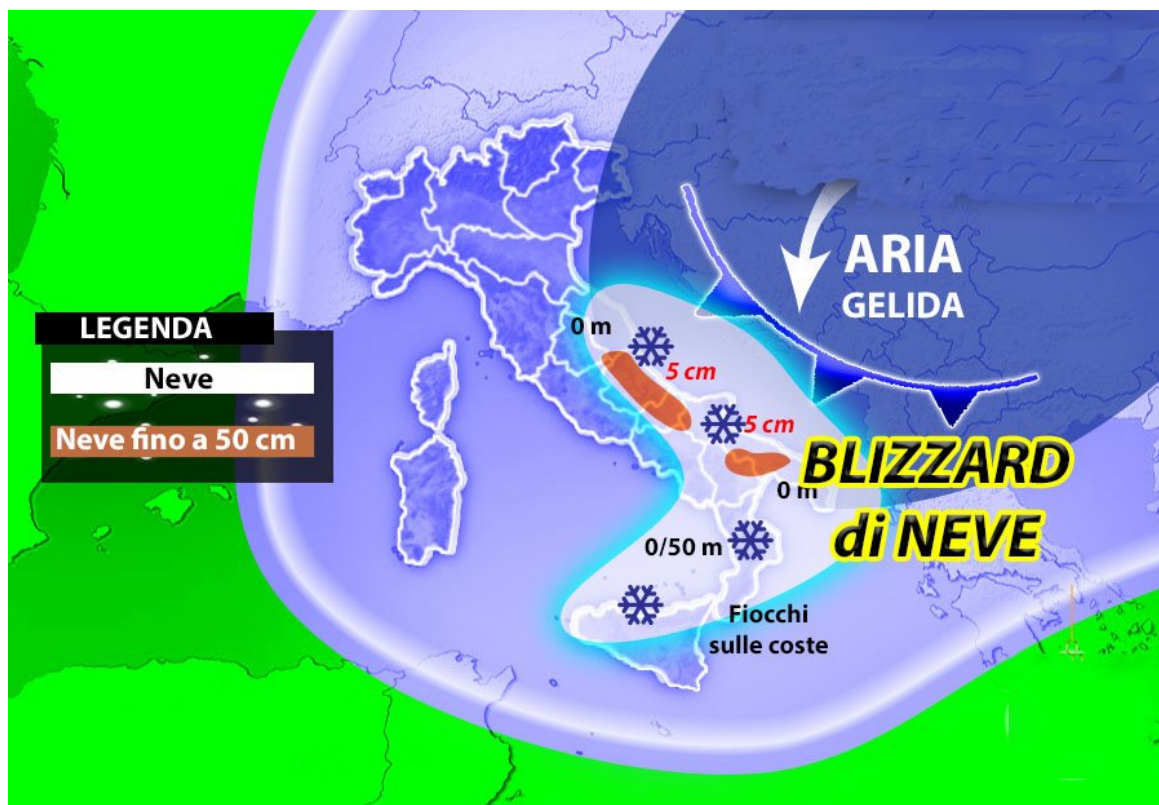 ARIA
GELIDA
LEGENDA
Neve
Neve fino a 50 cm
0 m
5 cm
5 cm
0 m
BLIZZARD
di NEVE
0/50 m
Fiocchi
sulle coste